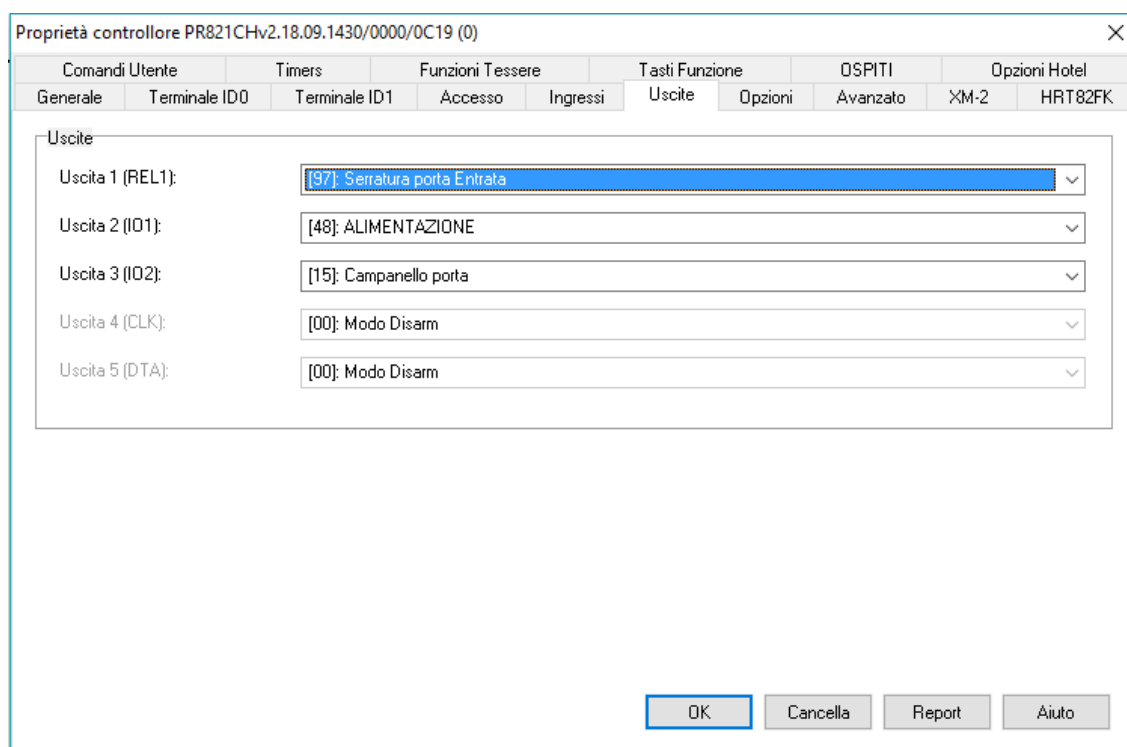 Proprietà controllore PR821CHv2.18.09.1430/0000/0C19 (0)
Comandi Utente Timers Funzioni Tessere Tasti Funzione OSPITI Opzioni Hotel
Generale Terminale ID0 Terminale ID1 Accesso Ingressi Uscite Opzioni Avanzato XM-2 HRT82FK
Uscite
Uscita 1 (REL1): [97]: Serratura porta Entrata
Uscita 2 (IO1): [48]: ALIMENTAZIONE
Uscita 3 (IO2): [15]: Campanello porta
Uscita 4 (CLK): [00]: Modo Disarm
Uscita 5 (DTA): [00]: Modo Disarm
OK Cancella Report Aiuto